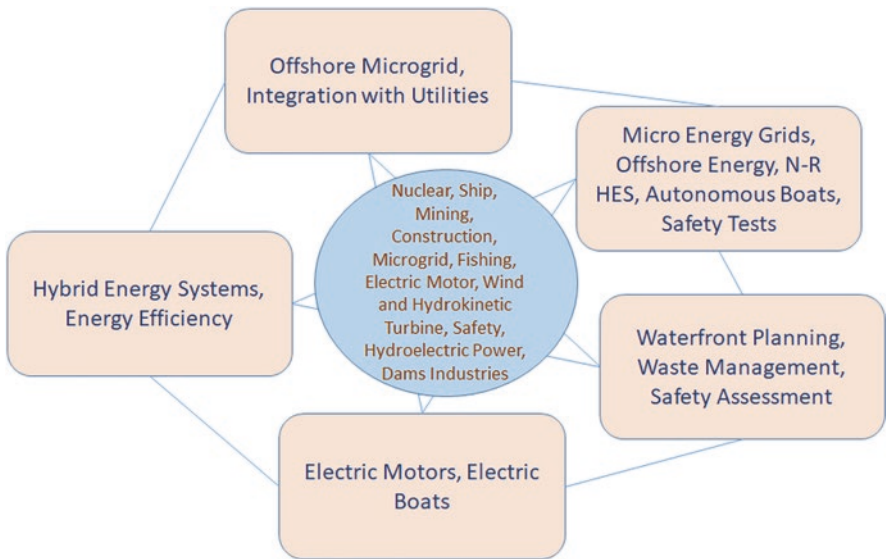 Offshore Microgrid,
Integration with Utilities
Micro Energy Grids,
Offshore Energy, N-R
HES, Autonomous Boats,
Safety Tests
Nuclear, Ship,
Mining,
Construction,
Microgrid, Fishing,
Electric Motor, Wind
and Hydrokinetic
Turbine, Safety,
Hydroelectric Power,
Dams Industries
Hybrid Energy Systems,
Energy Efficiency
Waterfront Planning,
Waste Management,
Safety Assessment
Electric Motors, Electric
Boats